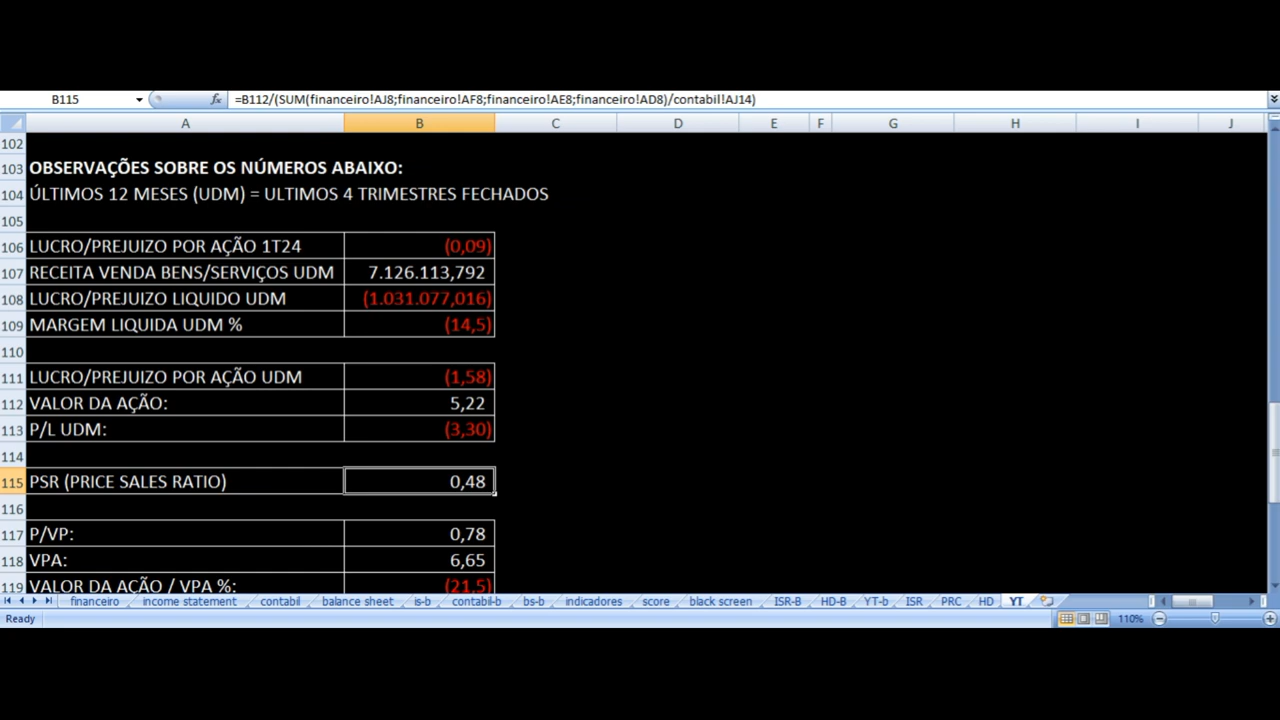 B115 fx =B112/(SUM(financeiro!AJ8;financeiro!AF8;financeiro!AE8;financeiro!AD8)/contabil!AJ14)
A B C D E F G H I J
102
103 OBSERVAÇÕES SOBRE OS NÚMEROS ABAIXO:
104 ÚLTIMOS 12 MESES (UDM) = ULTIMOS 4 TRIMESTRES FECHADOS
105
106 LUCRO/PREJUIZO POR AÇÃO 1T24 (0,09)
107 RECEITA VENDA BENS/SERVIÇOS UDM 7.126.113,792
108 LUCRO/PREJUIZO LIQUIDO UDM (1.031.077,016)
109 MARGEM LIQUIDA UDM % (14,5)
110
111 LUCRO/PREJUIZO POR AÇÃO UDM (1,58)
112 VALOR DA AÇÃO: 5,22
113 P/L UDM: (3,30)
114
115 PSR (PRICE SALES RATIO) 0,48
116
117 P/VP: 0,78
118 VPA: 6,65
119 VALOR DA AÇÃO / VPA %: (21,5)
financeiro income statement contabil balance sheet is-b contabil-b bs-b indicadores score black screen ISR-B HD-B YT-b ISR PRC HD YT
Ready 110%